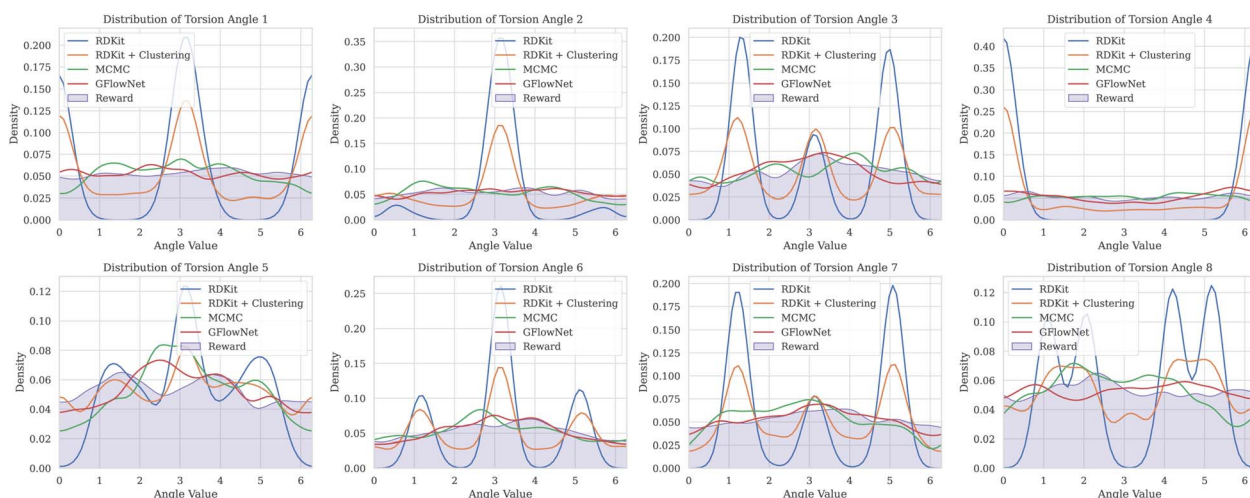 Distribution of Torsion Angle 1
Density
0.200
0.175
0.150
0.125
0.100
0.075
0.050
0.025
0.000
RDKit
RDKit + Clustering
MCMC
GFlowNet
Reward
0 1 2 3 4 5 6
Angle Value
Distribution of Torsion Angle 2
Density
0.35
0.30
0.25
0.20
0.15
0.10
0.05
0.00
RDKit
RDKit + Clustering
MCMC
GFlowNet
Reward
0 1 2 3 4 5 6
Angle Value
Distribution of Torsion Angle 3
Density
0.200
0.175
0.150
0.125
0.100
0.075
0.050
0.025
0.000
RDKit
RDKit + Clustering
MCMC
GFlowNet
Reward
0 1 2 3 4 5 6
Angle Value
Distribution of Torsion Angle 4
Density
0.40
0.35
0.30
0.25
0.20
0.15
0.10
0.05
0.00
RDKit
RDKit + Clustering
MCMC
GFlowNet
Reward
0 1 2 3 4 5 6
Angle Value
Distribution of Torsion Angle 5
Density
0.12
0.10
0.08
0.06
0.04
0.02
0.00
RDKit
RDKit + Clustering
MCMC
GFlowNet
Reward
0 1 2 3 4 5 6
Angle Value
Distribution of Torsion Angle 6
Density
0.25
0.20
0.15
0.10
0.05
0.00
RDKit
RDKit + Clustering
MCMC
GFlowNet
Reward
0 1 2 3 4 5 6
Angle Value
Distribution of Torsion Angle 7
Density
0.200
0.175
0.150
0.125
0.100
0.075
0.050
0.025
0.000
RDKit
RDKit + Clustering
MCMC
GFlowNet
Reward
0 1 2 3 4 5 6
Angle Value
Distribution of Torsion Angle 8
Density
0.12
0.10
0.08
0.06
0.04
0.02
0.00
RDKit
RDKit + Clustering
MCMC
GFlowNet
Reward
0 1 2 3 4 5 6
Angle Value